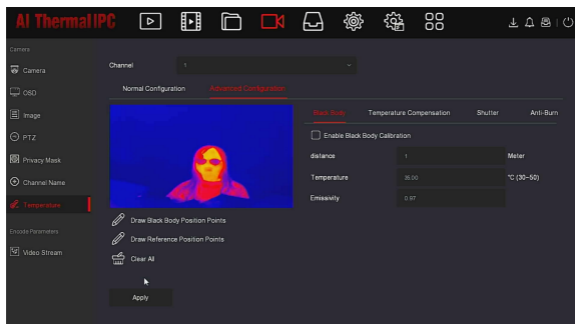 AI Thermal IPC
Camera
Camera
OSD
Image
PTZ
Privacy Mask
Channel Name
Temperature
Encode Parameters
Video Stream
Channel 1
Normal Configuration Advanced Configuration
Black Body Temperature Compensation Shutter Anti-Burn
Enable Black Body Calibration
distance 1 Meter
Temperature 35.00 °C (30~50)
Emissivity 0.97
Draw Black Body Position Points
Draw Reference Position Points
Clear All
Apply